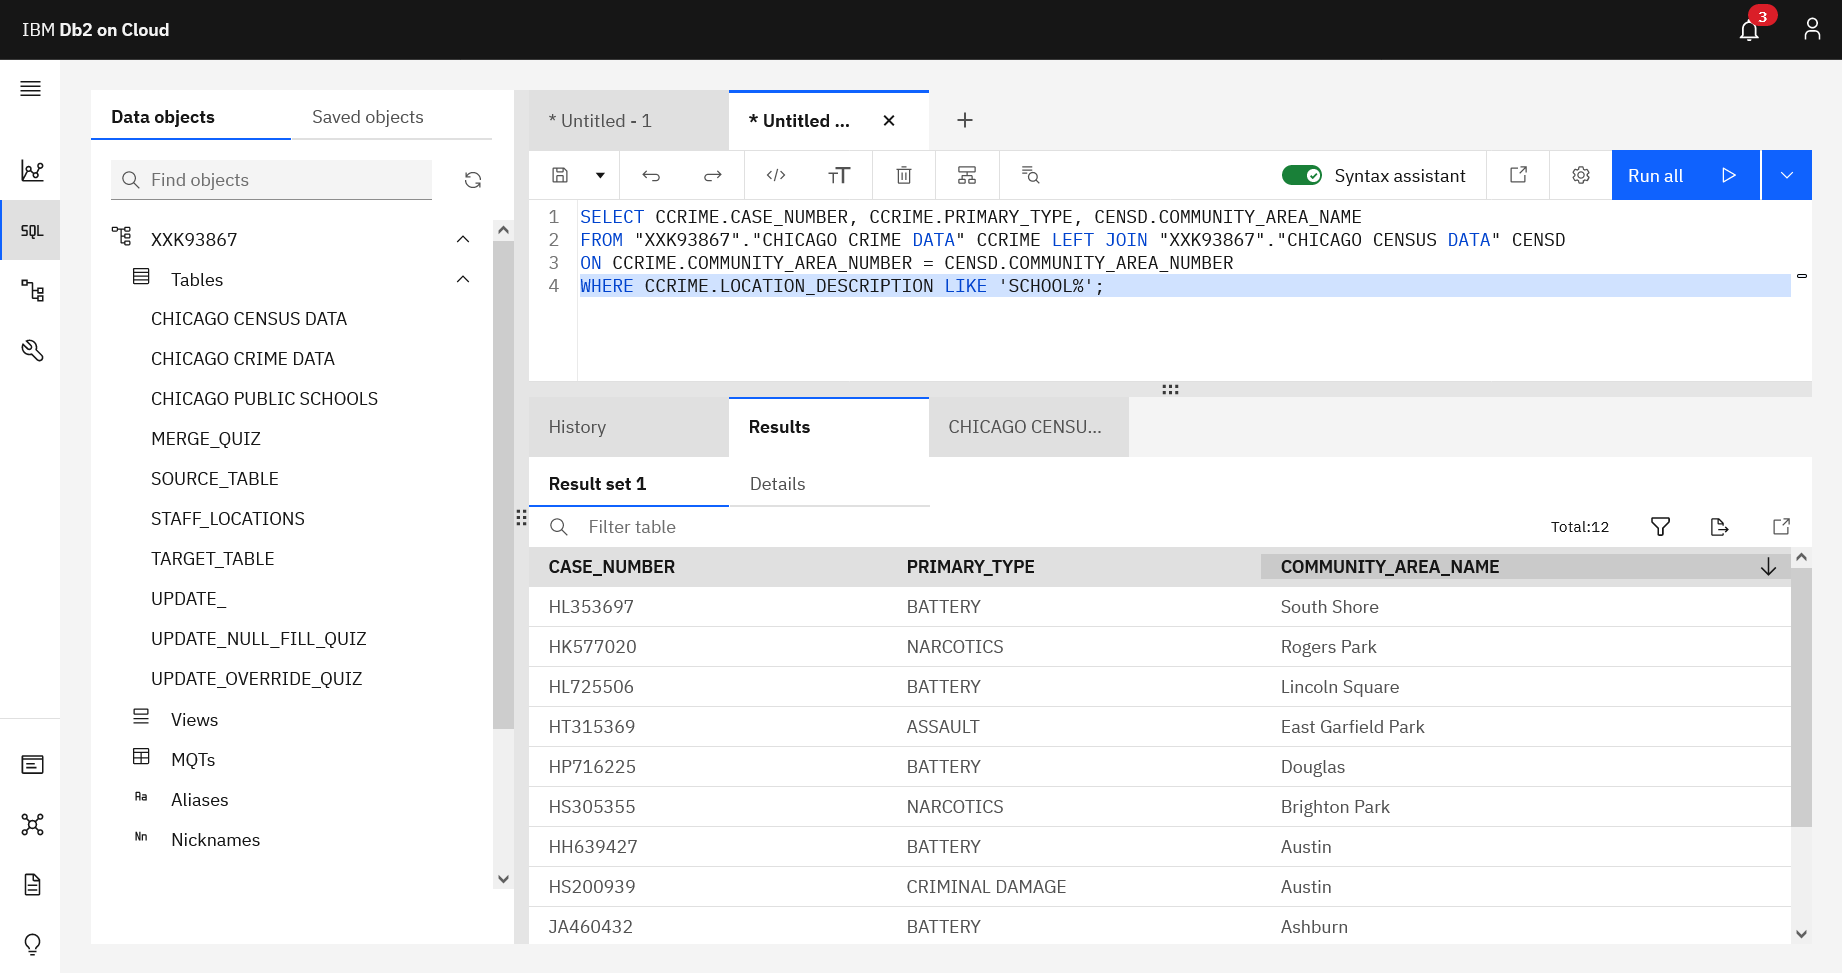 IBM Db2 on Cloud
3
Data objects
Saved objects
Find objects
SQL
XXK93867
Tables
CHICAGO CENSUS DATA
CHICAGO CRIME DATA
CHICAGO PUBLIC SCHOOLS
MERGE_QUIZ
SOURCE_TABLE
STAFF_LOCATIONS
TARGET_TABLE
UPDATE_
UPDATE_NULL_FILL_QUIZ
UPDATE_OVERRIDE_QUIZ
Views
MQTs
Aa Aliases
Nn Nicknames
* Untitled - 1
* Untitled ...
</> TT
Syntax assistant
Run all
1 SELECT CCRIME.CASE_NUMBER, CCRIME.PRIMARY_TYPE, CENSD.COMMUNITY_AREA_NAME
2 FROM "XXK93867"."CHICAGO CRIME DATA" CCRIME LEFT JOIN "XXK93867"."CHICAGO CENSUS DATA" CENSD
3 ON CCRIME.COMMUNITY_AREA_NUMBER = CENSD.COMMUNITY_AREA_NUMBER
4 WHERE CCRIME.LOCATION_DESCRIPTION LIKE 'SCHOOL%';
History
Results
CHICAGO CENSU...
Result set 1
Details
Filter table
Total:12
CASE_NUMBER PRIMARY_TYPE COMMUNITY_AREA_NAME
HL353697 BATTERY South Shore
HK577020 NARCOTICS Rogers Park
HL725506 BATTERY Lincoln Square
HT315369 ASSAULT East Garfield Park
HP716225 BATTERY Douglas
HS305355 NARCOTICS Brighton Park
HH639427 BATTERY Austin
HS200939 CRIMINAL DAMAGE Austin
JA460432 BATTERY Ashburn